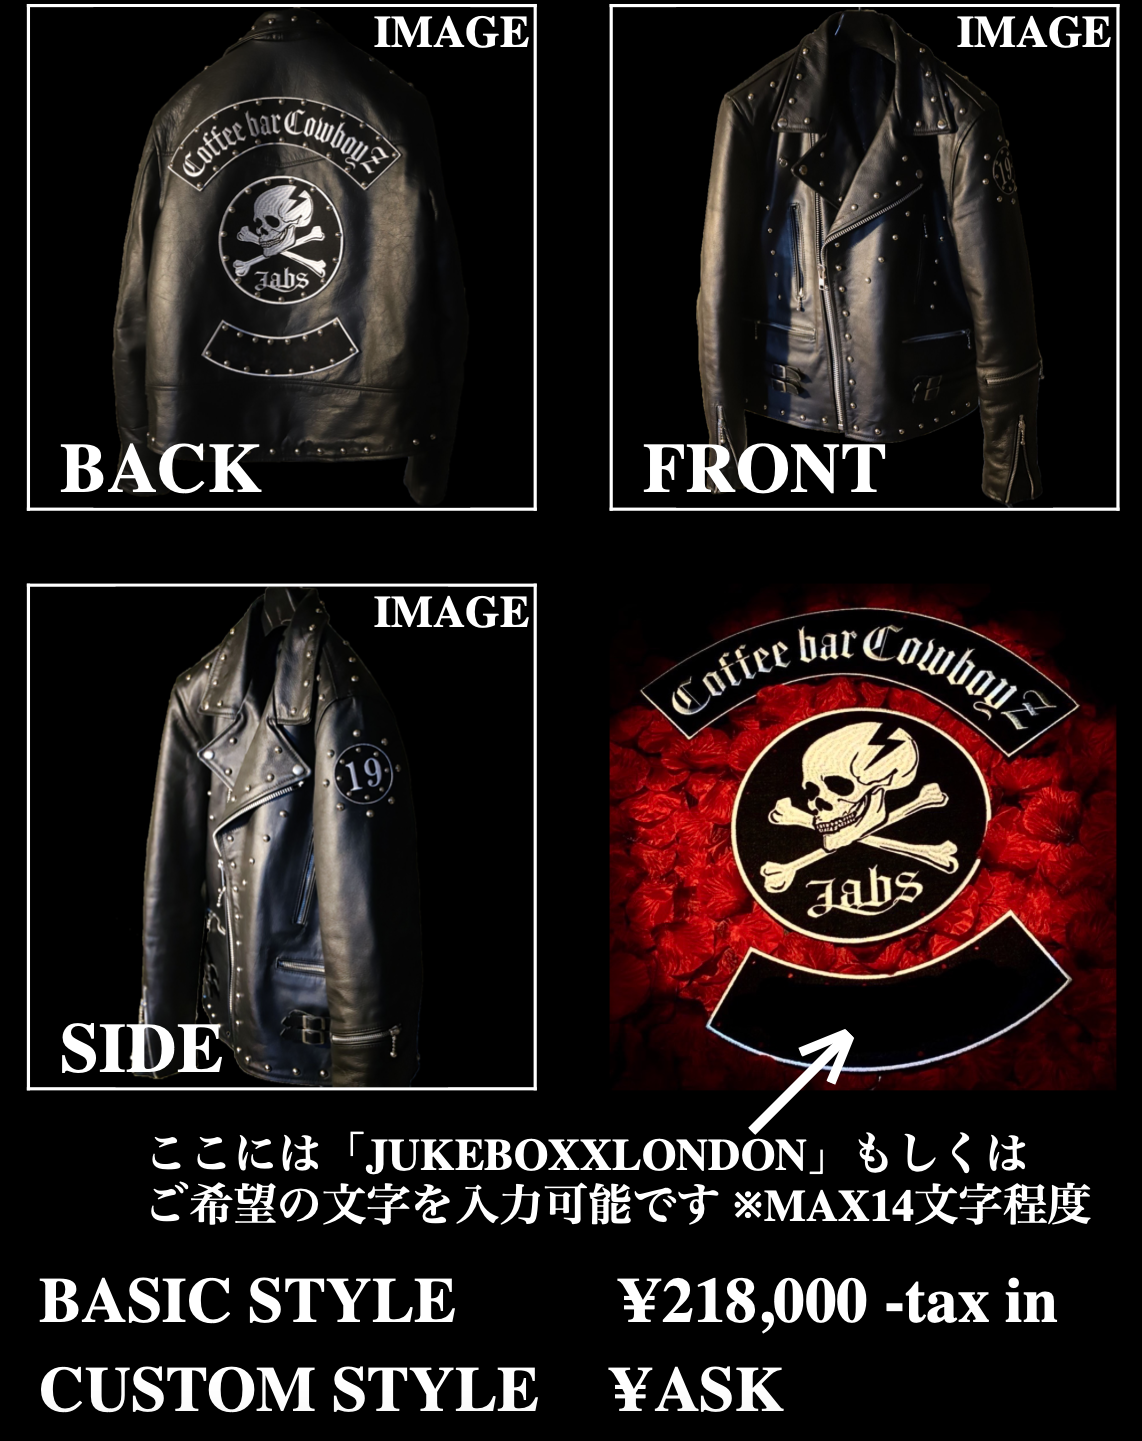 IMAGE
Coffee bar CowboyZ
Jabs
BACK
IMAGE
19
FRONT
IMAGE
19
SIDE
Coffee bar CowboyZ
Jabs
ここには「JUKEBOXXLONDON」もしくは
ご希望の文字を入力可能です ※MAX14文字程度
BASIC STYLE ¥218,000 -tax in
CUSTOM STYLE ¥ASK